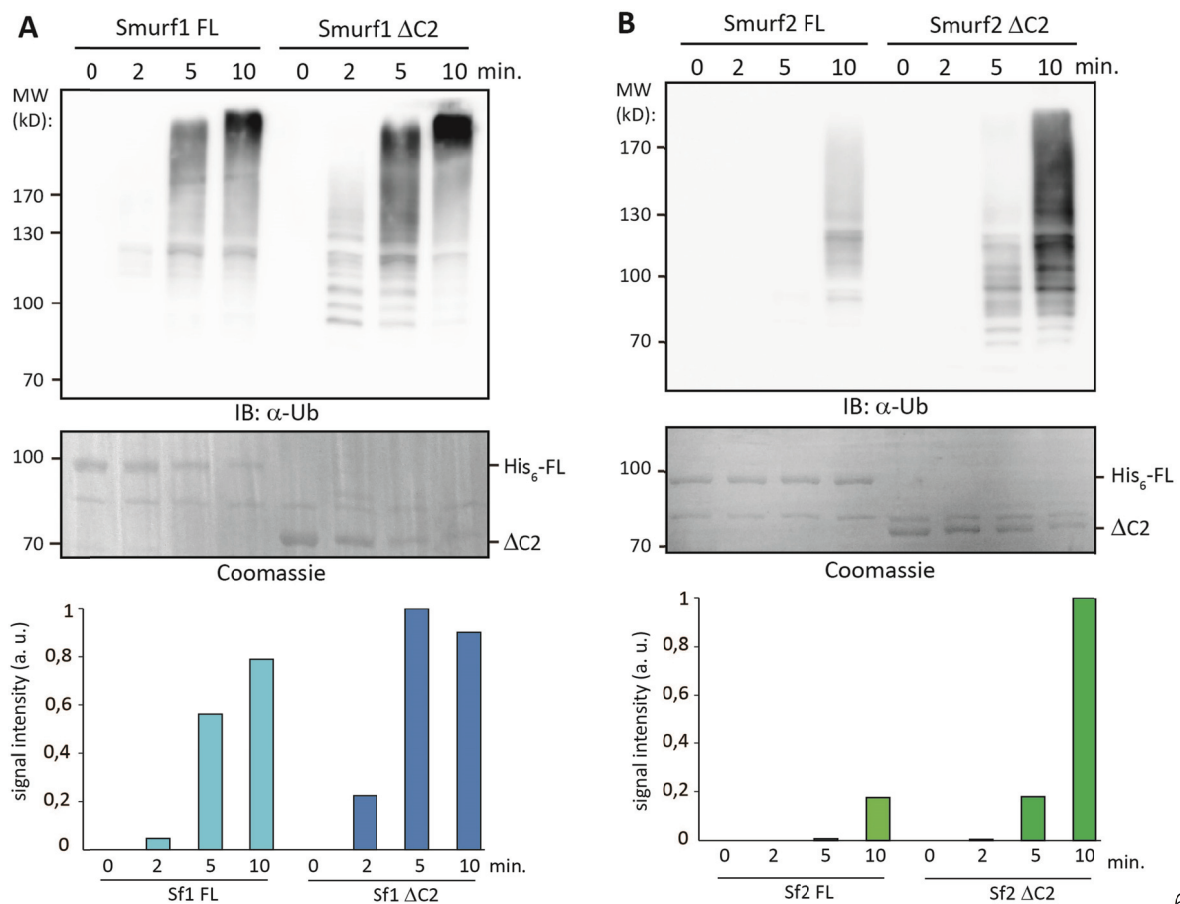 A
Smurf1 FL Smurf1 ΔC2
0 2 5 10 0 2 5 10 min.
MW
(kD):
170
130
100
70
IB: α-Ub
100
His6-FL
70
ΔC2
Coomassie
signal intensity (a. u.)
1
0,8
0,6
0,4
0,2
0
0 2 5 10 0 2 5 10 min.
Sf1 FL Sf1 ΔC2
B
Smurf2 FL Smurf2 ΔC2
0 2 5 10 0 2 5 10 min.
MW
(kD):
170
130
100
70
IB: α-Ub
100
His6-FL
ΔC2
70
Coomassie
signal intensity (a. u.)
1
0,8
0,6
0,4
0,2
0
0 2 5 10 0 2 5 10 min.
Sf2 FL Sf2 ΔC2